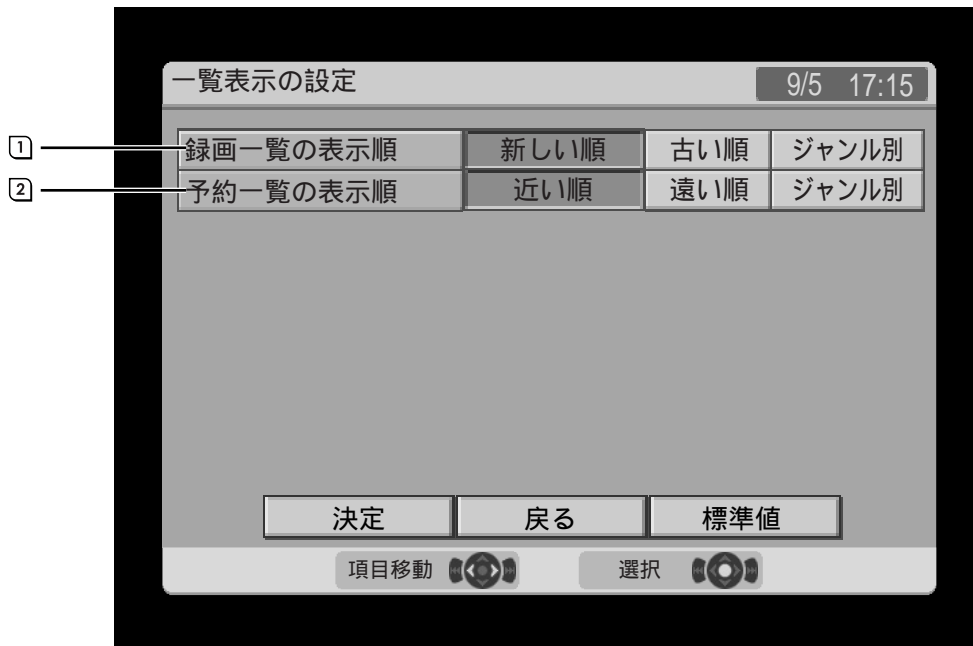 一覧表示の設定 9/5 17:15
1 録画一覧の表示順 新しい順 古い順 ジャンル別
2 予約一覧の表示順 近い順 遠い順 ジャンル別
決定 戻る 標準値
項目移動 選択